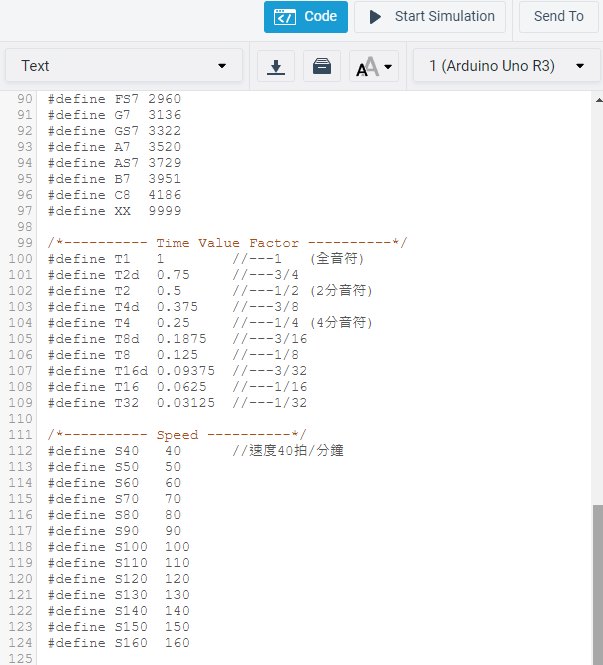 Code
Start Simulation
Send To
Text
AA
1 (Arduino Uno R3)
90 #define FS7 2960
91 #define G7  3136
92 #define GS7 3322
93 #define A7  3520
94 #define AS7 3729
95 #define B7  3951
96 #define C8  4186
97 #define XX  9999
98
99 /*---------- Time Value Factor ----------*/
100 #define T1   1        //---1   (全音符)
101 #define T2d  0.75     //---3/4
102 #define T2   0.5      //---1/2 (2分音符)
103 #define T4d  0.375    //---3/8
104 #define T4   0.25     //---1/4 (4分音符)
105 #define T8d  0.1875   //---3/16
106 #define T8   0.125    //---1/8
107 #define T16d 0.09375  //---3/32
108 #define T16  0.0625   //---1/16
109 #define T32  0.03125  //---1/32
110
111 /*---------- Speed ----------*/
112 #define S40   40      //速度40拍/分鐘
113 #define S50   50
114 #define S60   60
115 #define S70   70
116 #define S80   80
117 #define S90   90
118 #define S100  100
119 #define S110  110
120 #define S120  120
121 #define S130  130
122 #define S140  140
123 #define S150  150
124 #define S160  160
125